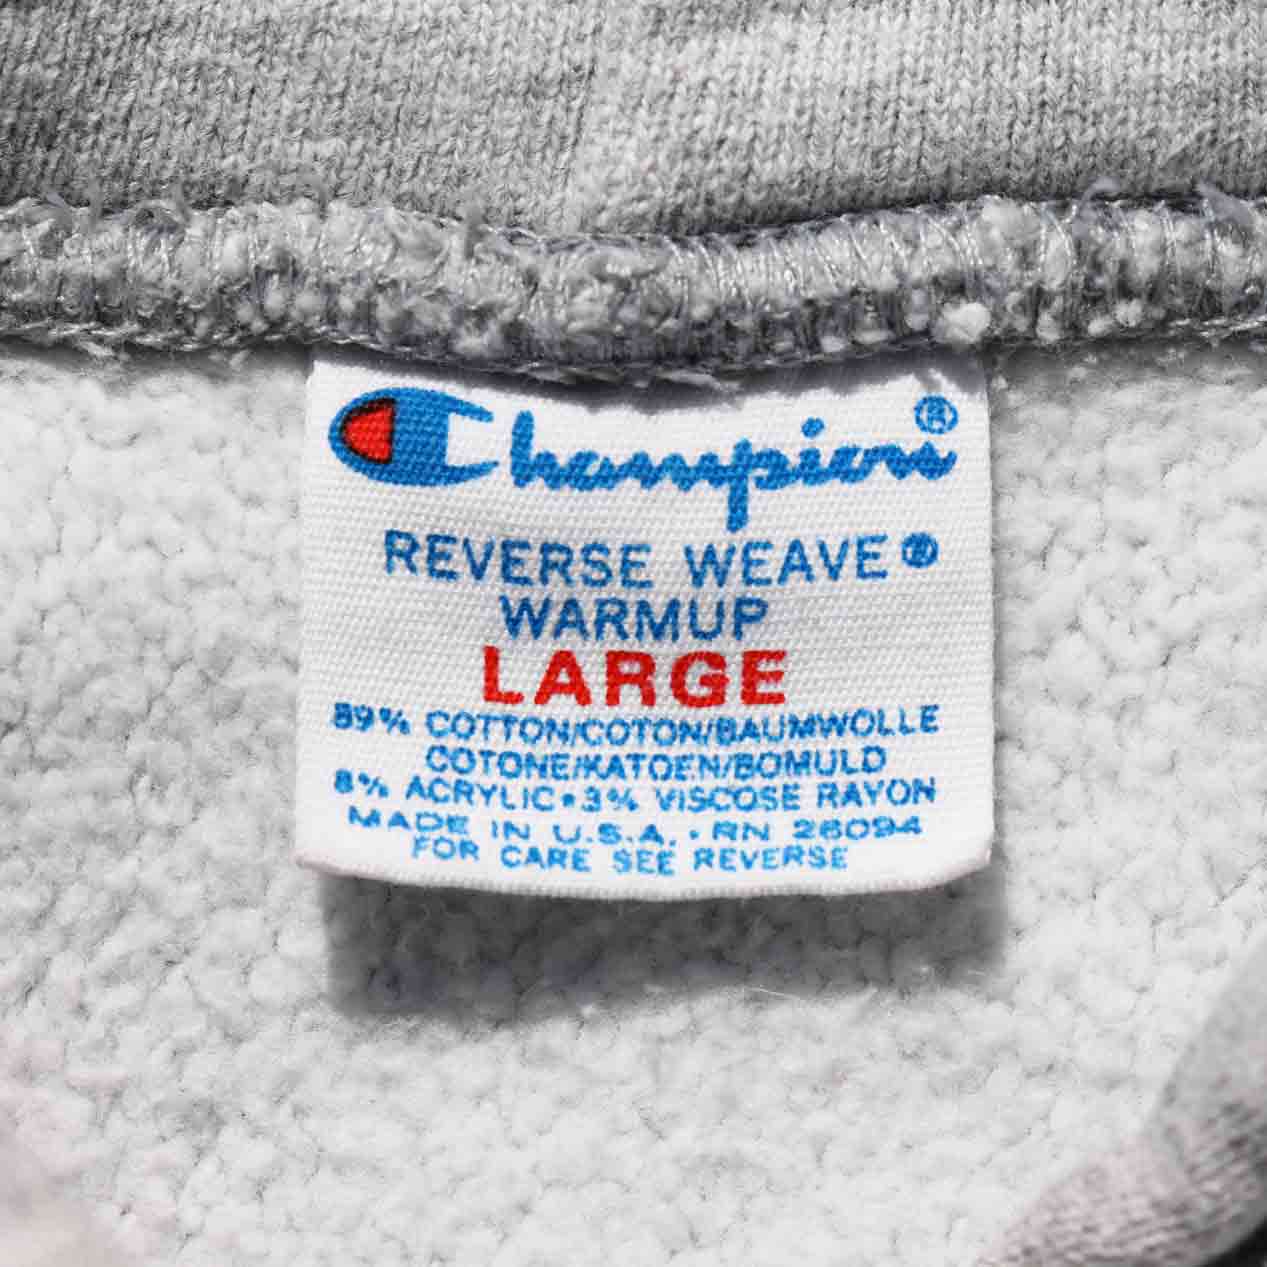 Champion®
REVERSE WEAVE®
WARMUP
LARGE
89% COTTON/COTON/BAUMWOLLE
COTONE/KATOEN/BOMULD
8% ACRYLIC•3% VISCOSE RAYON
MADE IN U.S.A. • RN 26094
FOR CARE SEE REVERSE